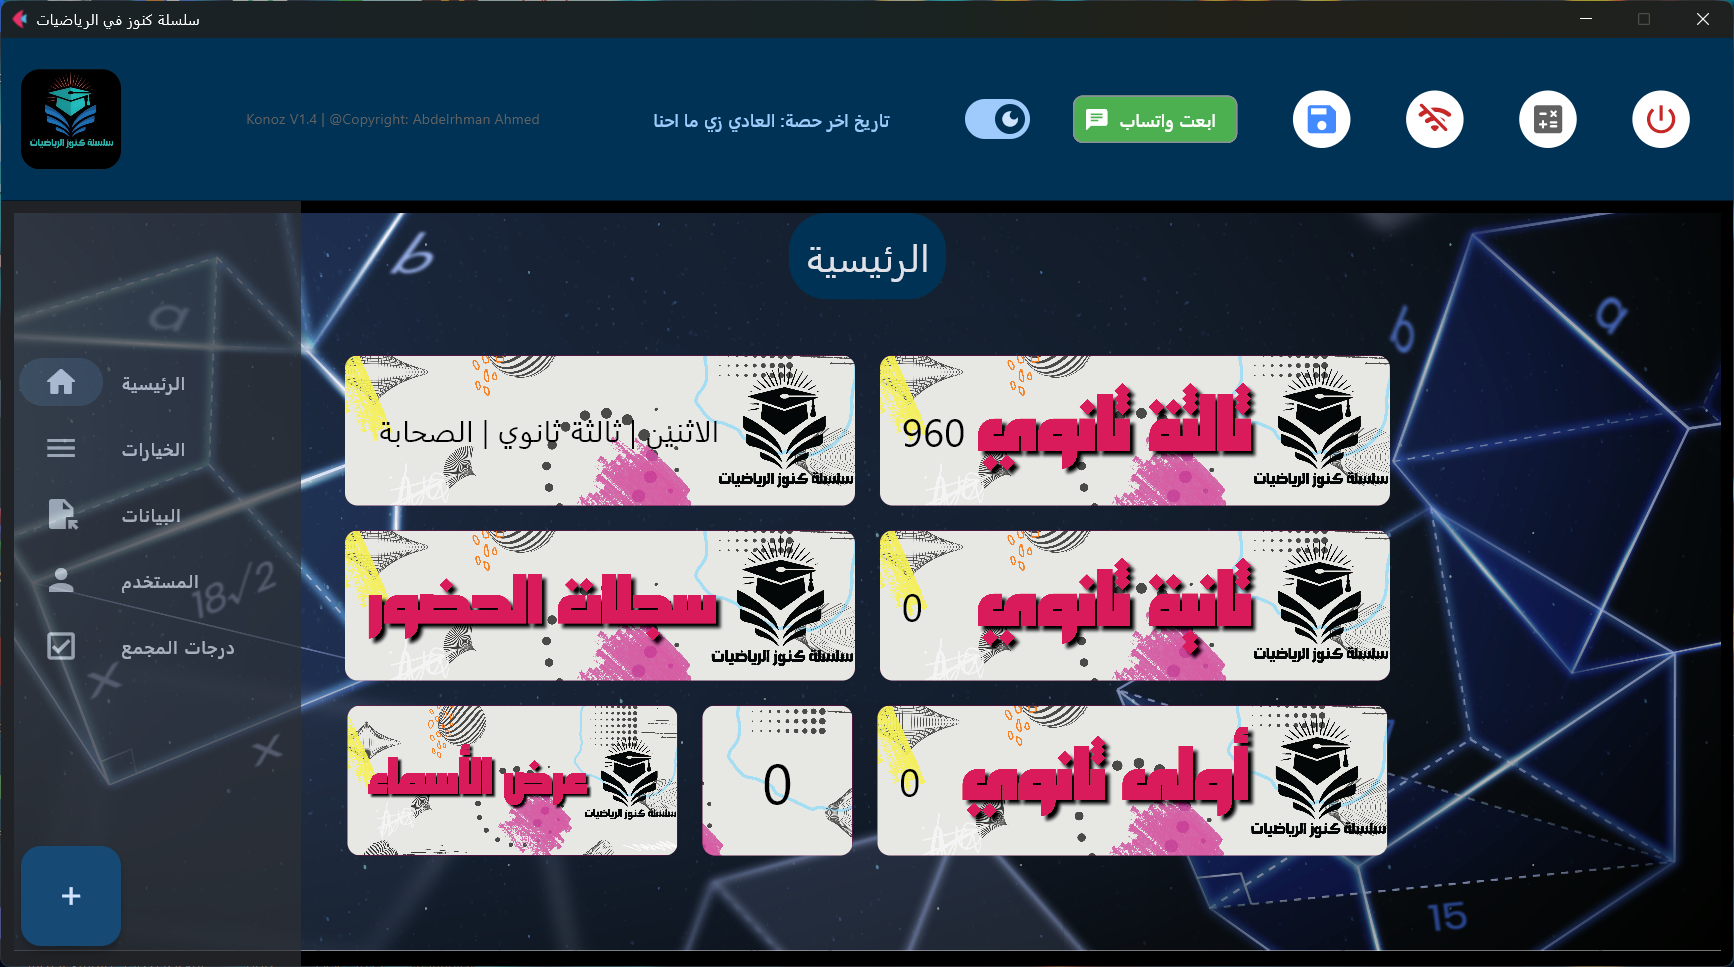 سلسلة كنوز في الرياضيات
سلسلة كنوز الرياضيات
Konoz V1.4 | @Copyright: Abdelrhman Ahmed
تاريخ اخر حصة: العادي زي ما احنا
ابعت واتساب
الرئيسية
الرئيسية
الخيارات
البيانات
المستخدم
درجات المجمع
+
ثالثة ثانوي 960
سلسلة كنوز الرياضيات
الاثنين | ثالثة ثانوي | الصحابة
سلسلة كنوز الرياضيات
ثانية ثانوي 0
سلسلة كنوز الرياضيات
سجلات الحضور
سلسلة كنوز الرياضيات
أولى ثانوي 0
سلسلة كنوز الرياضيات
0
عرض الأسماء
سلسلة كنوز الرياضيات
b
a
18√2
x
x
b
a
15